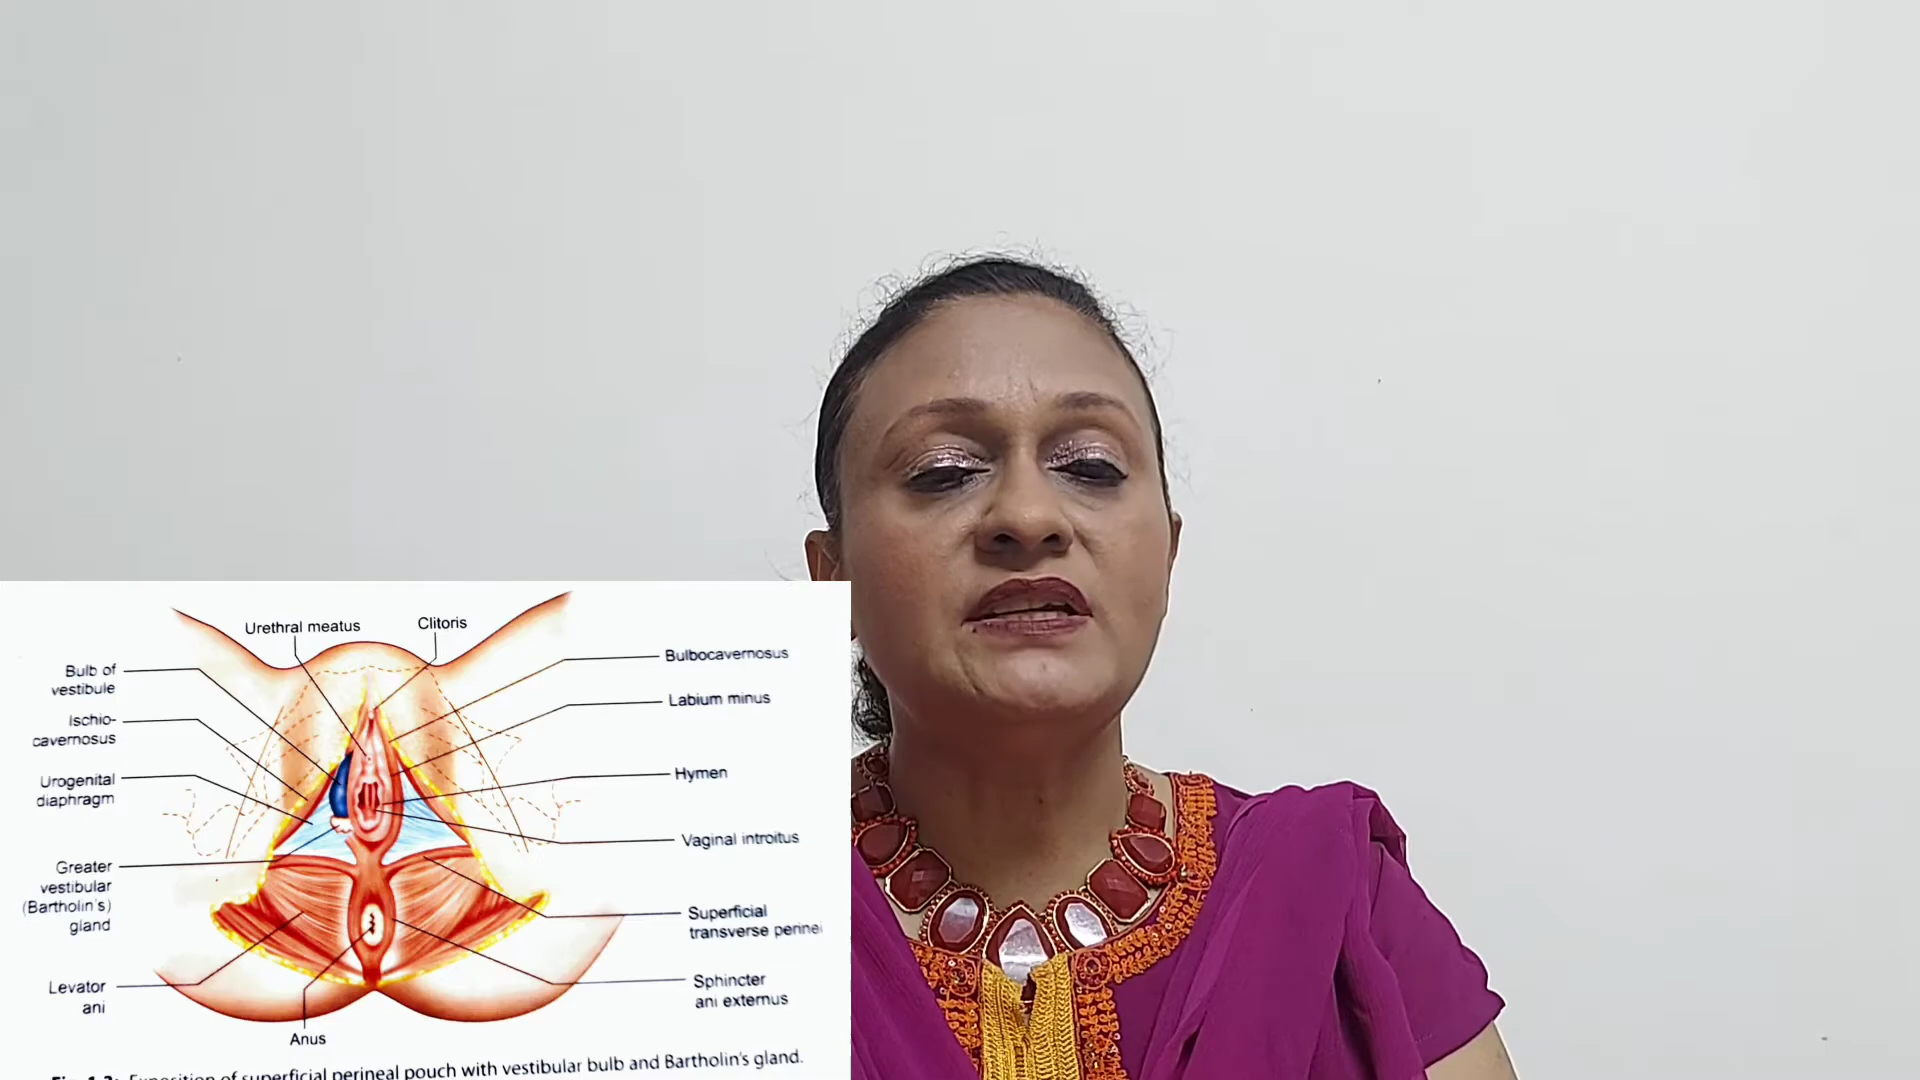 Urethral meatus
Clitoris
Bulb of
vestibule
Ischio-
cavernosus
Urogenital
diaphragm
Greater
vestibular
(Bartholin's)
gland
Levator
ani
Anus
Bulbocavernosus
Labium minus
Hymen
Vaginal introitus
Superficial
transverse perinei
Sphincter
ani externus
Exposition of superficial perineal pouch with vestibular bulb and Bartholin's gland.